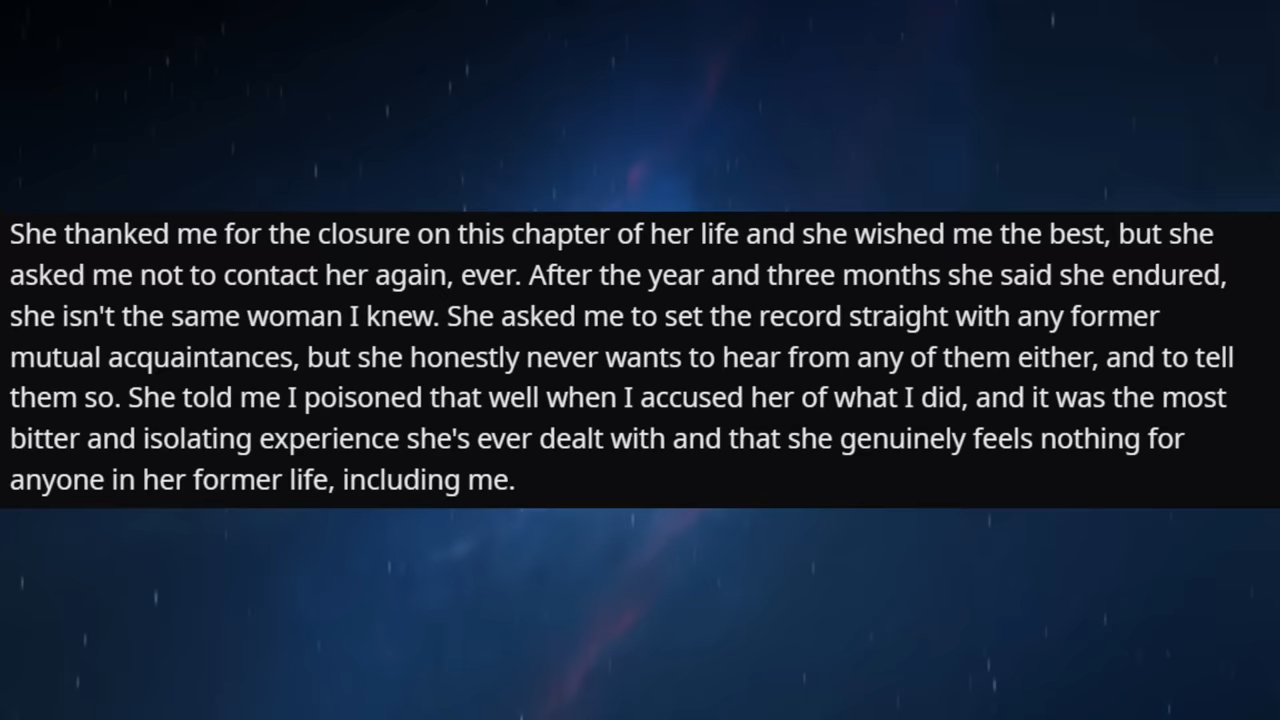 She thanked me for the closure on this chapter of her life and she wished me the best, but she
asked me not to contact her again, ever. After the year and three months she said she endured,
she isn't the same woman I knew. She asked me to set the record straight with any former
mutual acquaintances, but she honestly never wants to hear from any of them either, and to tell
them so. She told me I poisoned that well when I accused her of what I did, and it was the most
bitter and isolating experience she's ever dealt with and that she genuinely feels nothing for
anyone in her former life, including me.